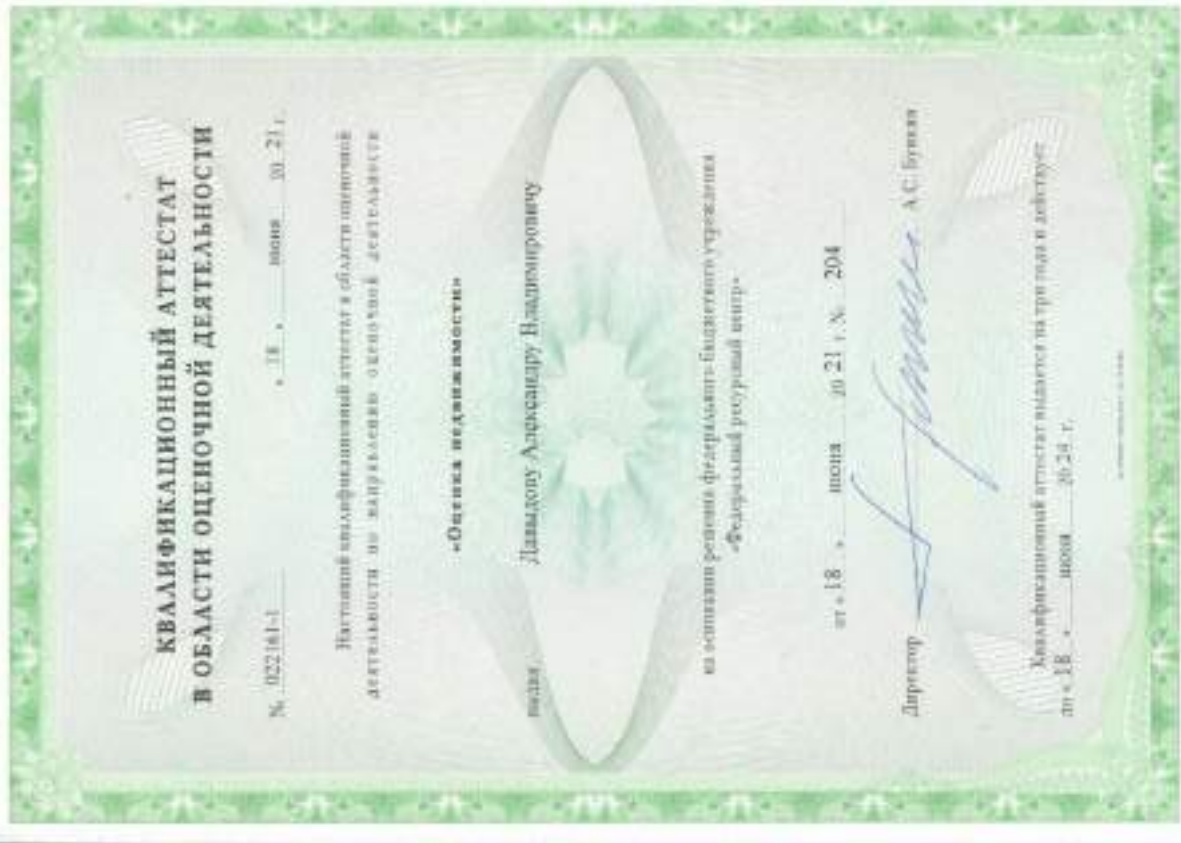 КВАЛИФИКАЦИОННЫЙ АТТЕСТАТ
В ОБЛАСТИ ОЦЕНОЧНОЙ ДЕЯТЕЛЬНОСТИ
№ 022161-1 « 18 » июня 20 21 г.
Настоящий квалификационный аттестат в области оценочной
деятельности по направлению оценочной деятельности
«Оценка недвижимости»
выдан Давыдову Александру Владимировичу
на основании решения федерального бюджетного учреждения
«Федеральный ресурсный центр»
от « 18 » июня 20 21 г. № 204
Директор А.С. Бункин
Квалификационный аттестат выдается на три года и действует
до « 18 » июня 20 24 г.